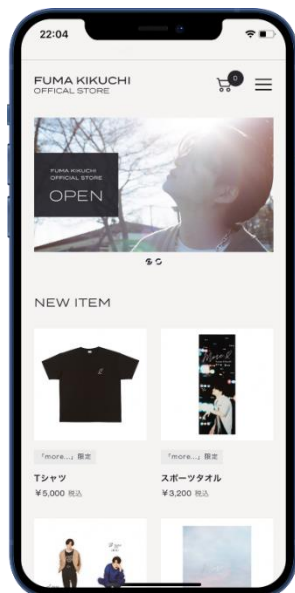 22:04
FUMA KIKUCHI
OFFICAL STORE
0
FUMA KIKUCHI
OFFICIAL STORE
OPEN
NEW ITEM
More
「more...」限定
「more...」限定
Tシャツ
スポーツタオル
¥5,000 税込
¥3,200 税込